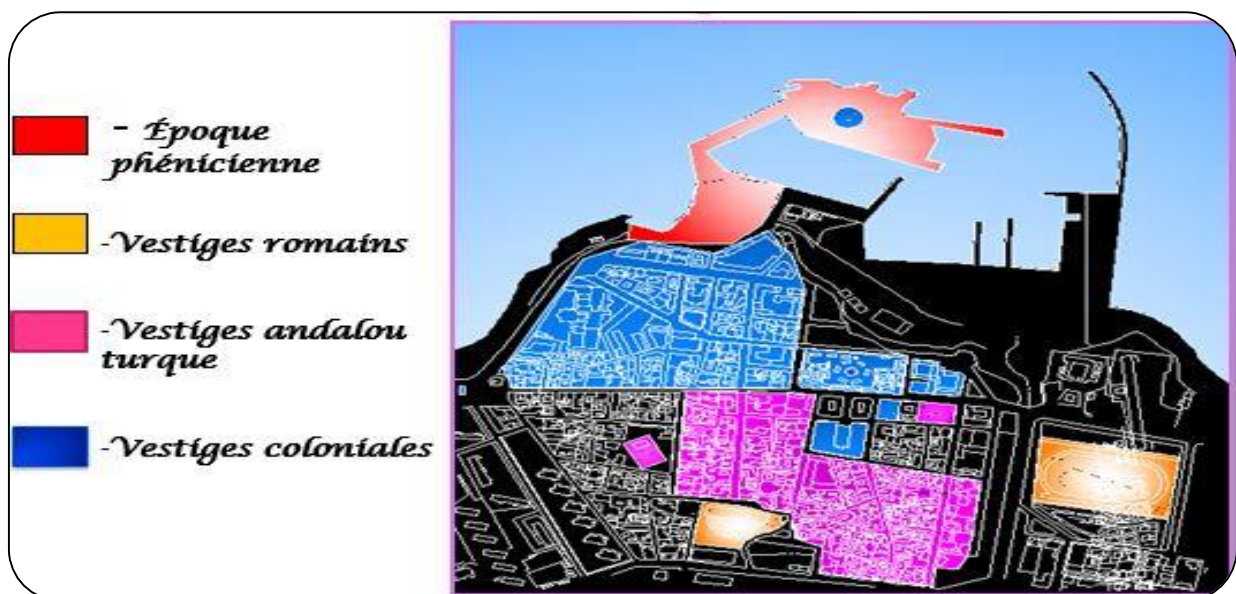 - Époque
phénicienne
-Vestiges romains
-Vestiges andalou
turque
-Vestiges coloniales